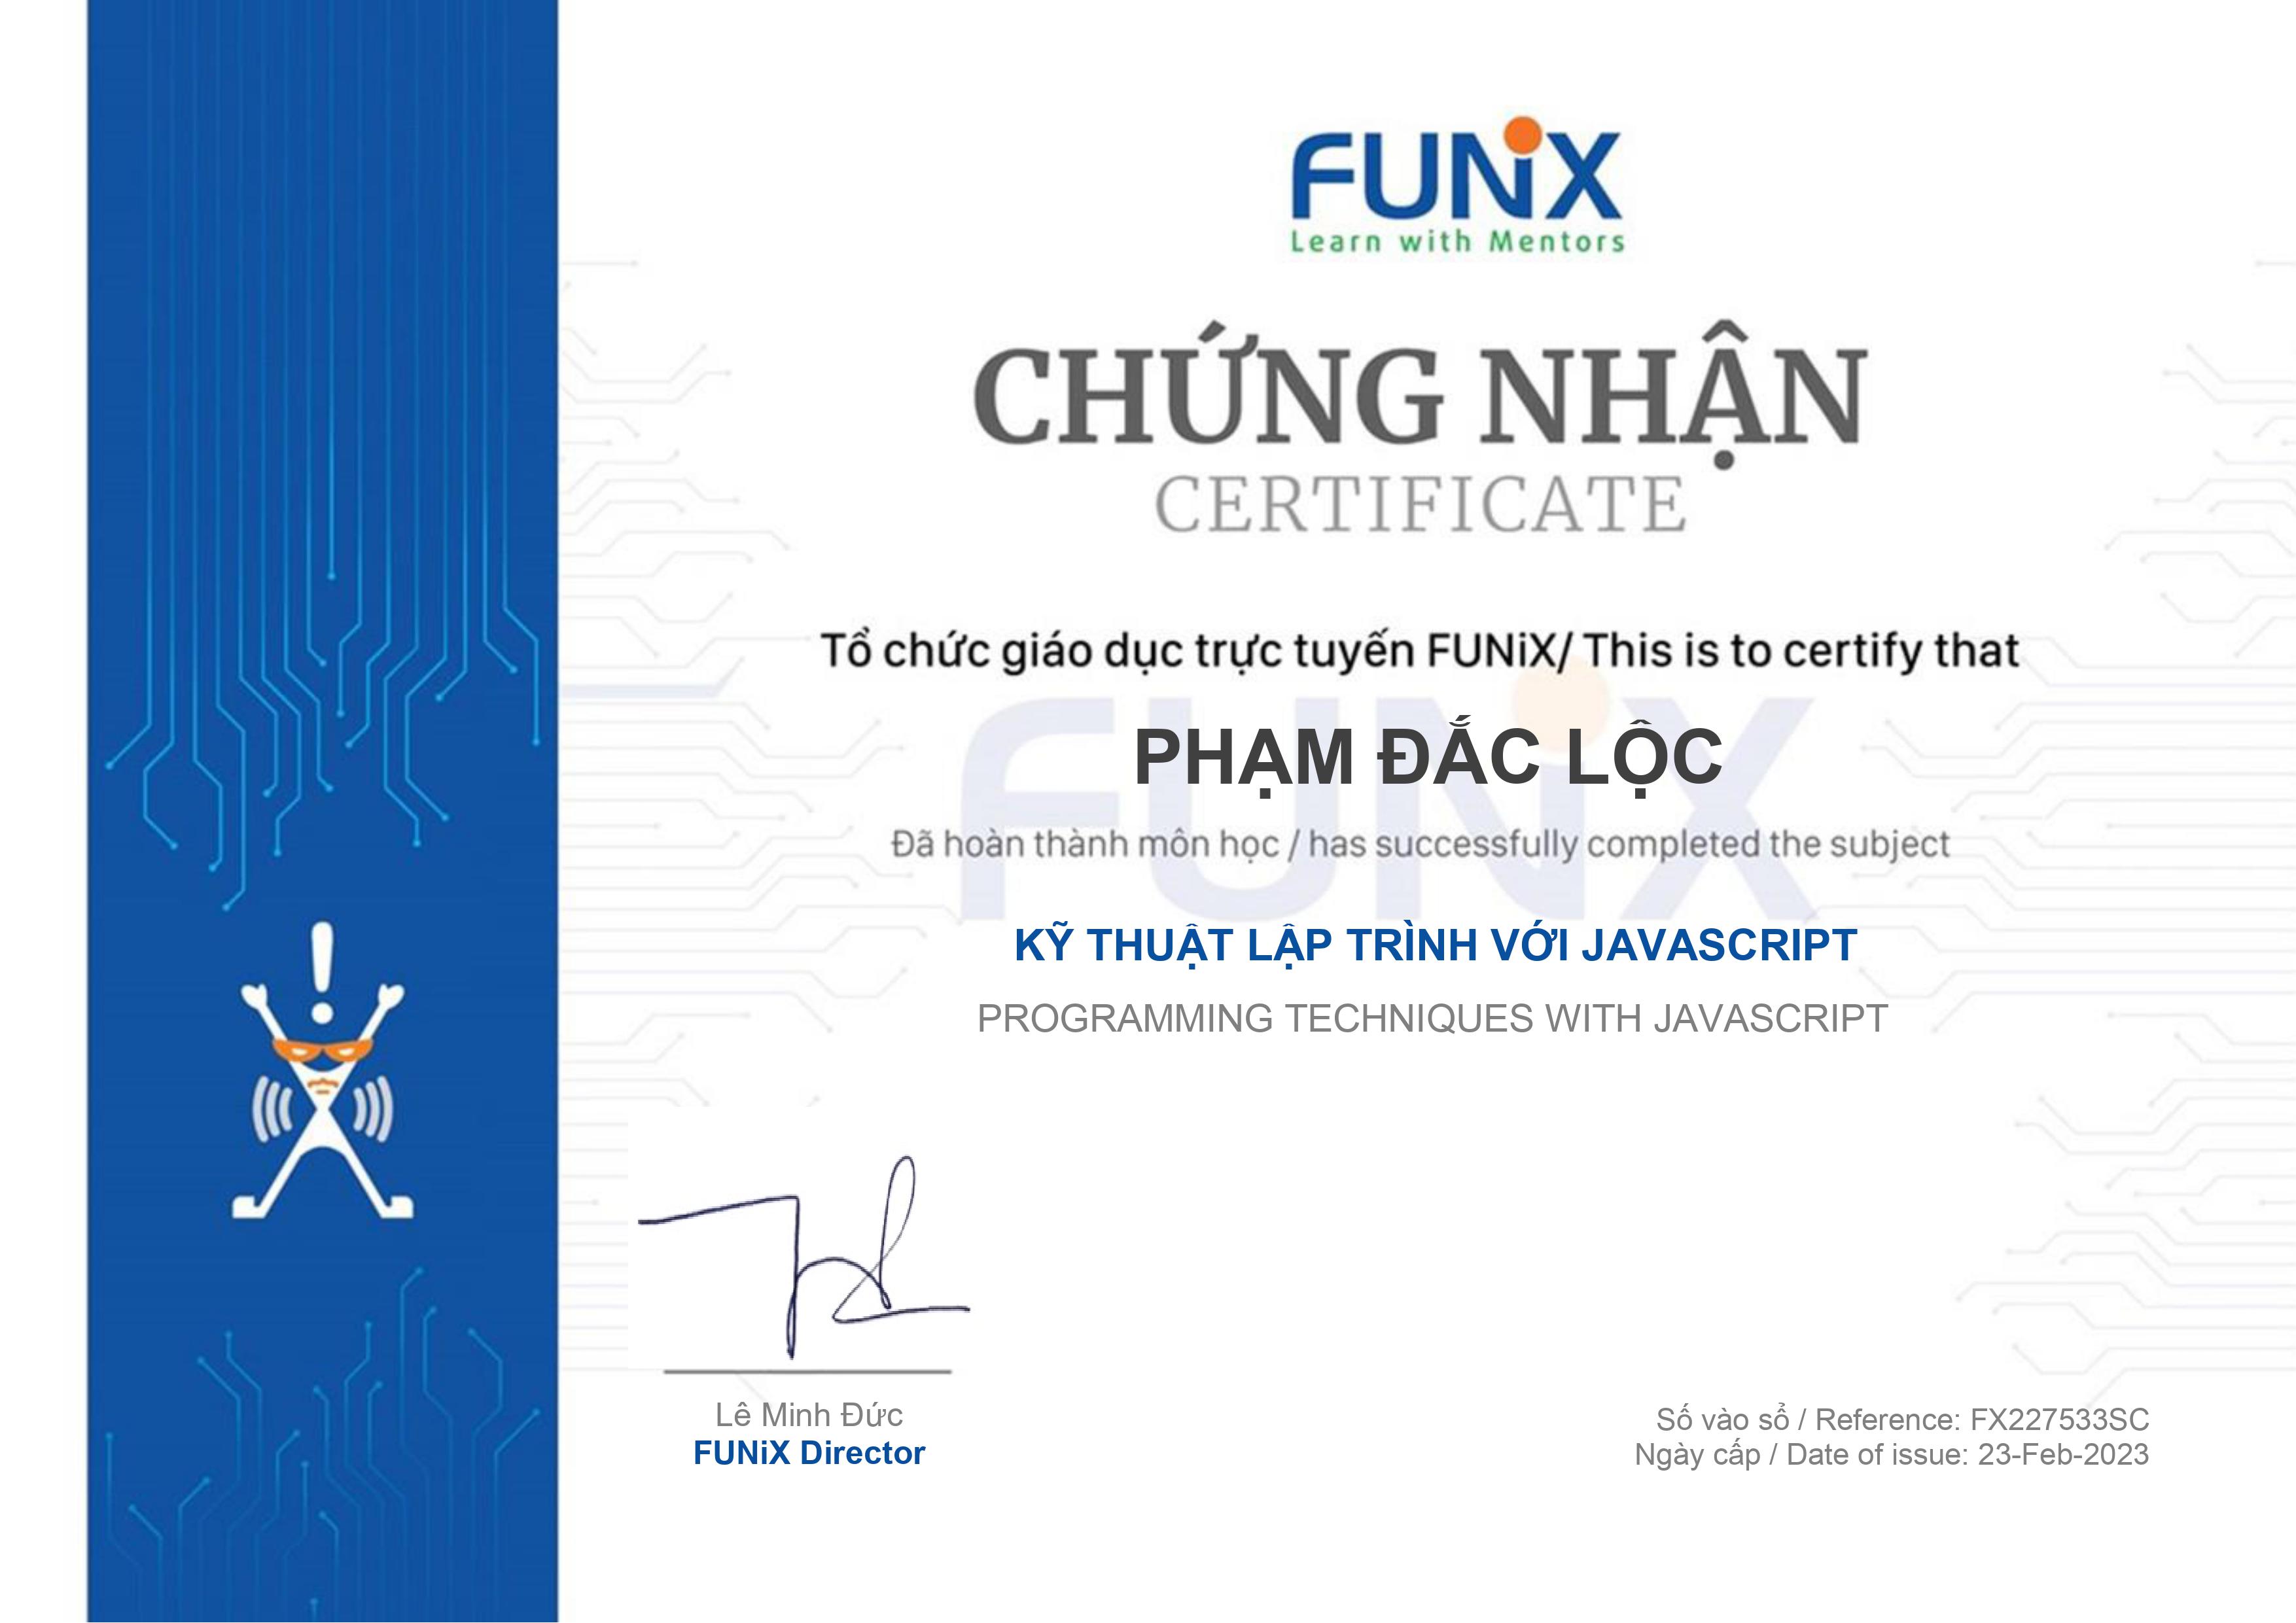 FUNiX
Learn with Mentors
CHỨNG NHẬN
CERTIFICATE
Tổ chức giáo dục trực tuyến FUNiX/ This is to certify that
FUNiX
PHẠM ĐẮC LỘC
Đã hoàn thành môn học / has successfully completed the subject
KỸ THUẬT LẬP TRÌNH VỚI JAVASCRIPT
PROGRAMMING TECHNIQUES WITH JAVASCRIPT
Lê Minh Đức
FUNiX Director
Số vào sổ / Reference: FX227533SC
Ngày cấp / Date of issue: 23-Feb-2023